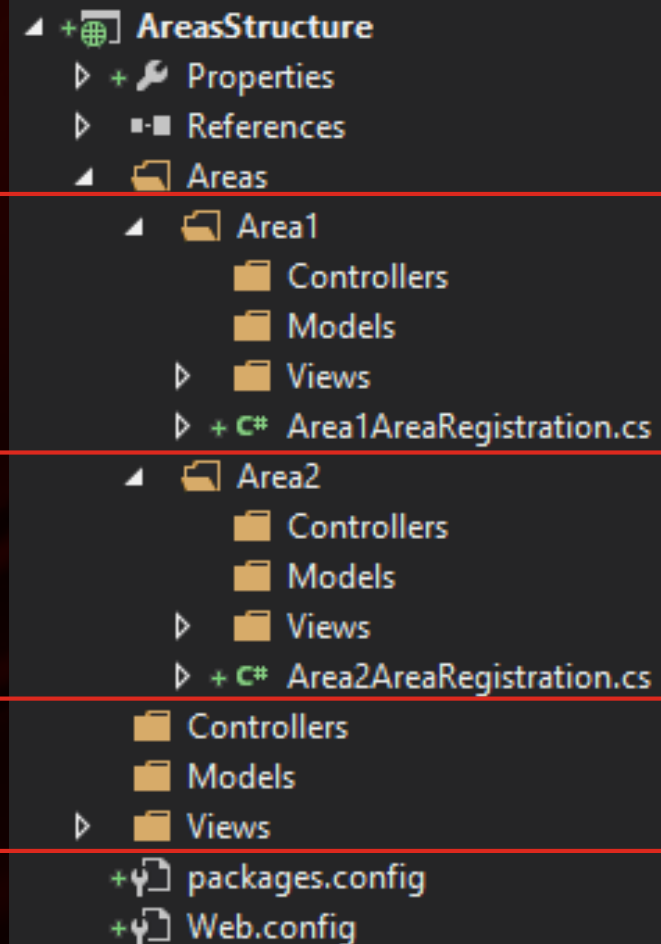 AreasStructure
Properties
References
Areas
Area1
Controllers
Models
Views
C# Area1AreaRegistration.cs
Area2
Controllers
Models
Views
C# Area2AreaRegistration.cs
Controllers
Models
Views
packages.config
Web.config